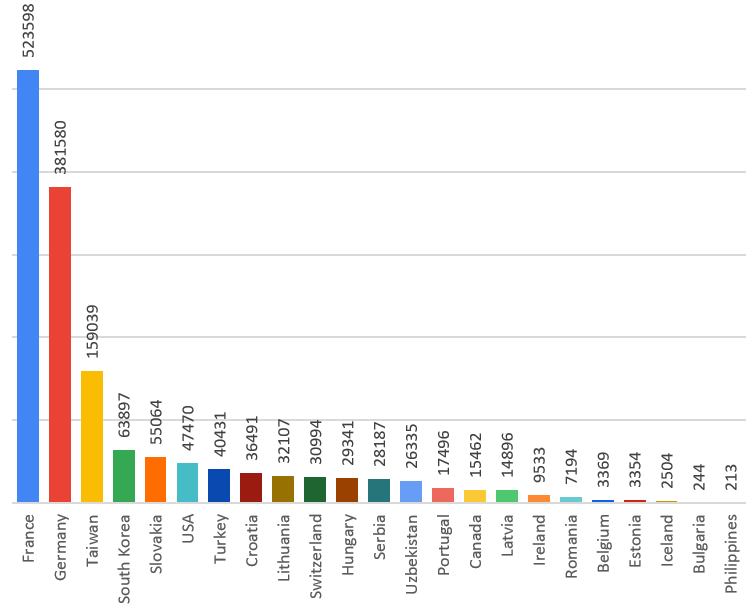 523598
381580
159039
63897
55064
47470
40431
36491
32107
30994
29341
28187
26335
17496
15462
14896
9533
7194
3369
3354
2504
244
213
France
Germany
Taiwan
South Korea
Slovakia
USA
Turkey
Croatia
Lithuania
Switzerland
Hungary
Serbia
Uzbekistan
Portugal
Canada
Latvia
Ireland
Romania
Belgium
Estonia
Iceland
Bulgaria
Philippines